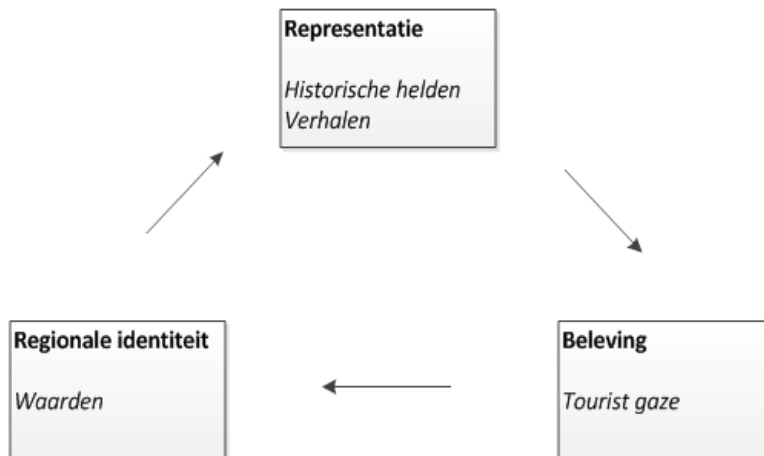 Representatie
Historische helden
Verhalen
Regionale identiteit
Waarden
Beleving
Tourist gaze